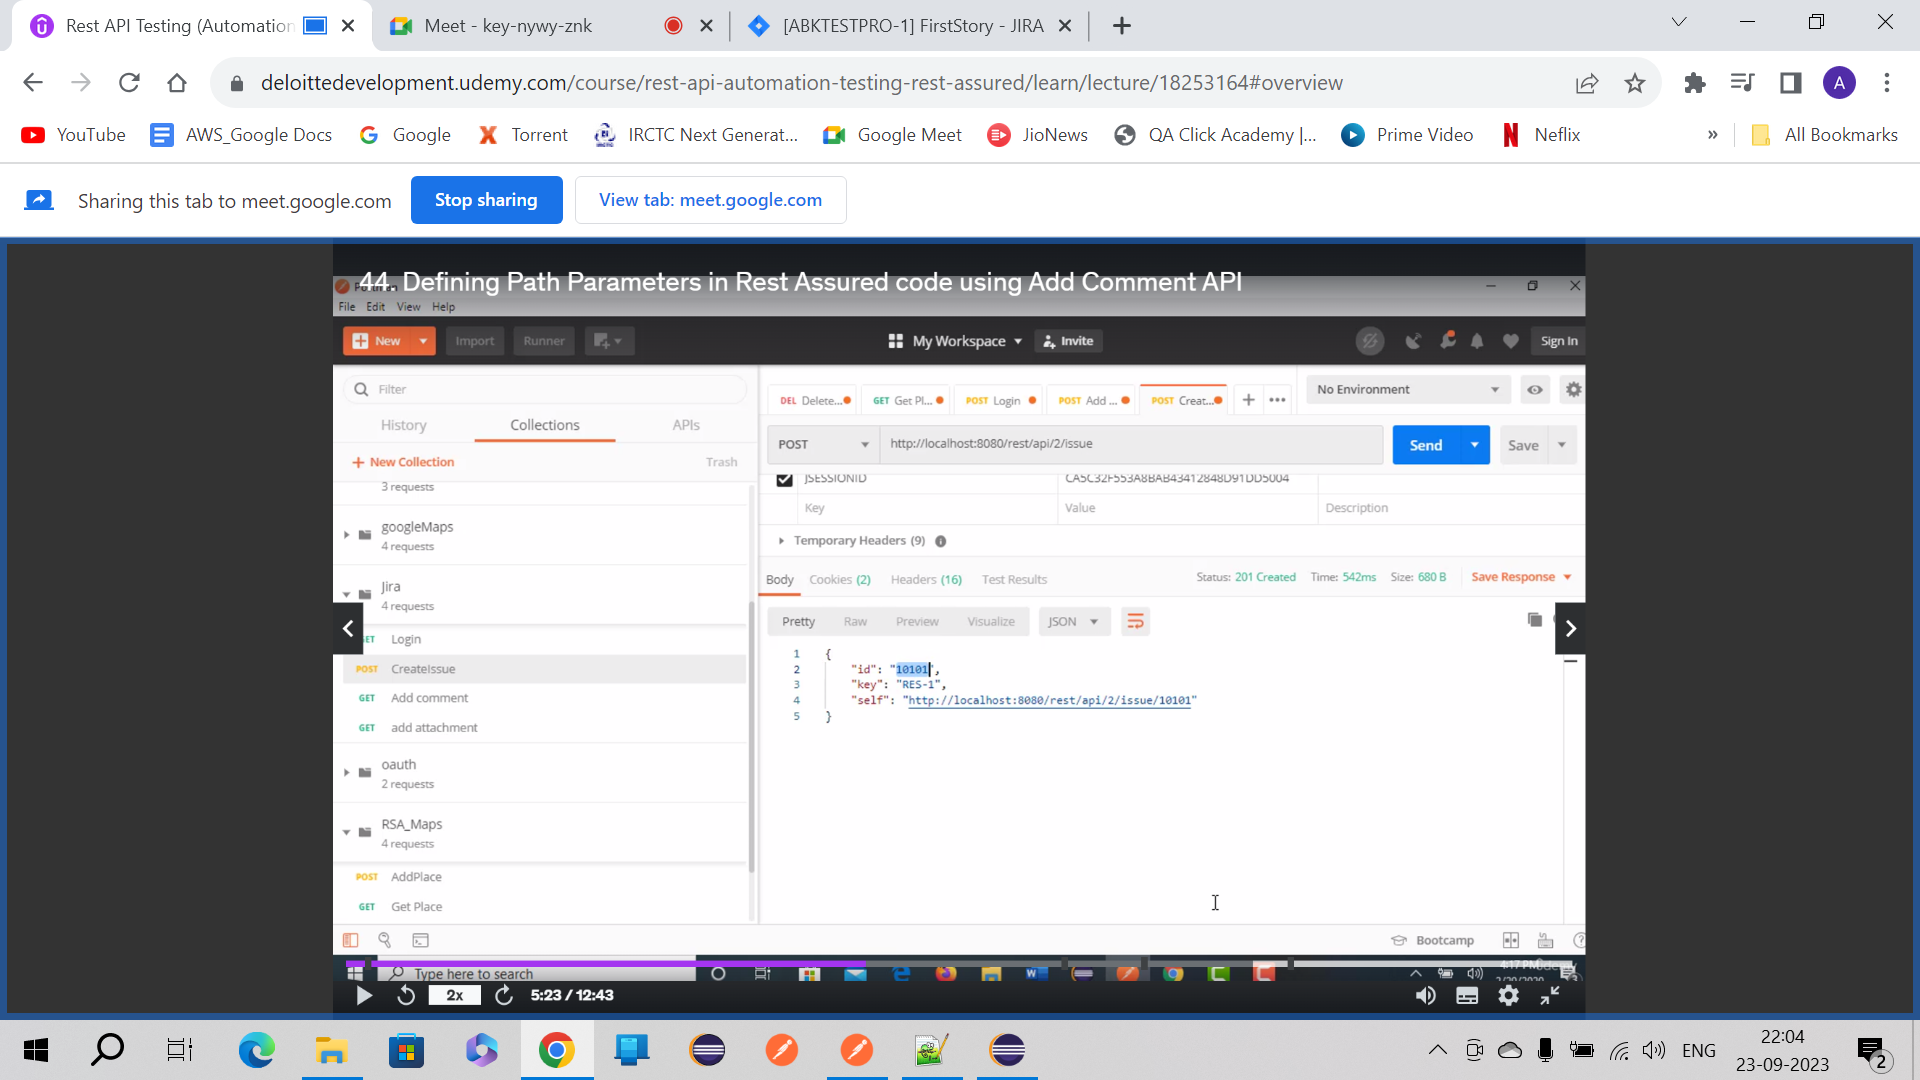 Rest API Testing (Automation
Meet - key-nywy-znk
[ABKTESTPRO-1] FirstStory - JIRA
deloittedevelopment.udemy.com/course/rest-api-automation-testing-rest-assured/learn/lecture/18253164#overview
A
YouTube
AWS_Google Docs
Google
Torrent
IRCTC Next Generat...
Google Meet
JioNews
QA Click Academy |...
Prime Video
Neflix
»
All Bookmarks
Sharing this tab to meet.google.com
Stop sharing
View tab: meet.google.com
44. Defining Path Parameters in Rest Assured code using Add Comment API
File Edit View Help
New
Import
Runner
My Workspace
Invite
Sign In
Filter
History
Collections
APIs
+ New Collection
Trash
3 requests
googleMaps
4 requests
Jira
4 requests
Login
POST CreateIssue
GET Add comment
GET add attachment
oauth
2 requests
RSA_Maps
4 requests
POST AddPlace
GET Get Place
DEL Delete...
GET Get Pl...
POST Login
POST Add ...
POST Creat...
No Environment
POST
http://localhost:8080/rest/api/2/issue
Send
Save
JSESSIONID
CA5C32F553A8BAB43412848D91DD5004
Key
Value
Description
Temporary Headers (9)
Body
Cookies (2)
Headers (16)
Test Results
Status: 201 Created
Time: 542ms
Size: 680 B
Save Response
Pretty
Raw
Preview
Visualize
JSON
1 {
2 "id": "10101",
3 "key": "RES-1",
4 "self": "http://localhost:8080/rest/api/2/issue/10101"
5 }
Bootcamp
Type here to search
2x
5:23 / 12:43
ENG
22:04
23-09-2023
2